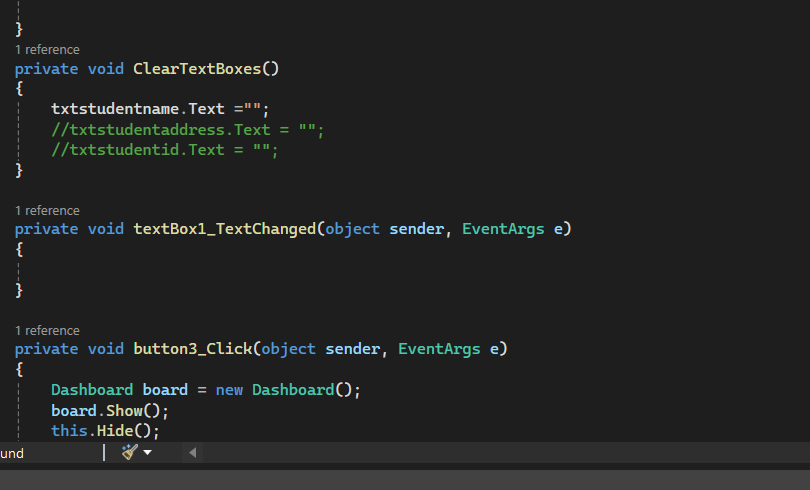 }
1 reference
private void ClearTextBoxes()
{
txtstudentname.Text ="";
//txtstudentaddress.Text = "";
//txtstudentid.Text = "";
}
1 reference
private void textBox1_TextChanged(object sender, EventArgs e)
{
}
1 reference
private void button3_Click(object sender, EventArgs e)
{
Dashboard board = new Dashboard();
board.Show();
this.Hide();
und